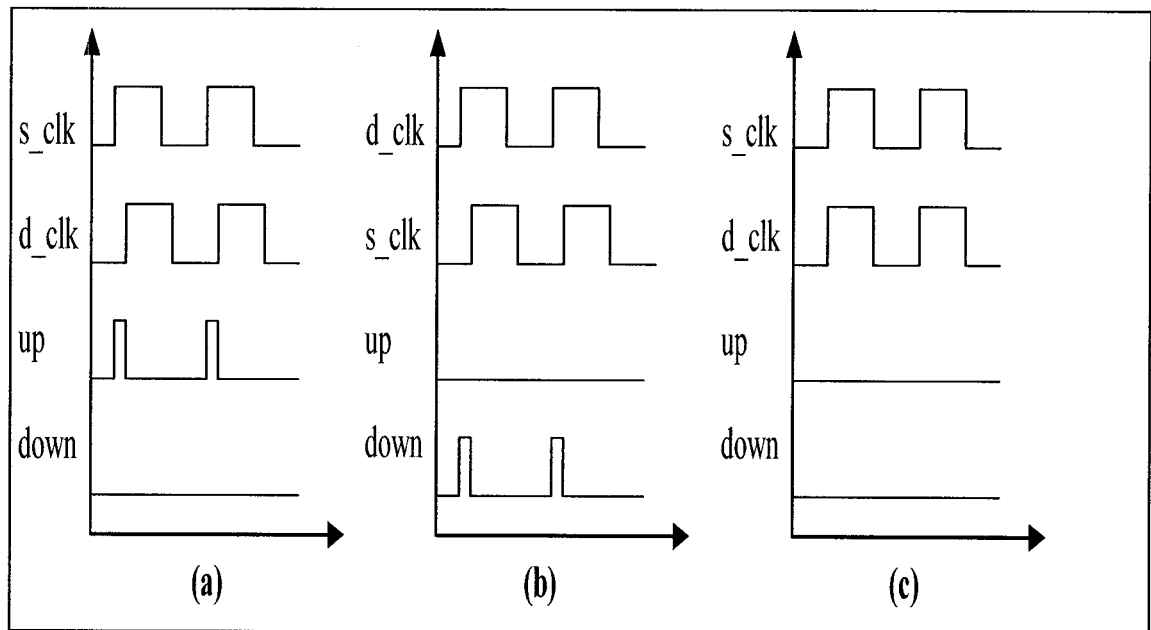 s_clk
d_clk
up
down
(a)
d_clk
s_clk
up
down
(b)
s_clk
d_clk
up
down
(c)